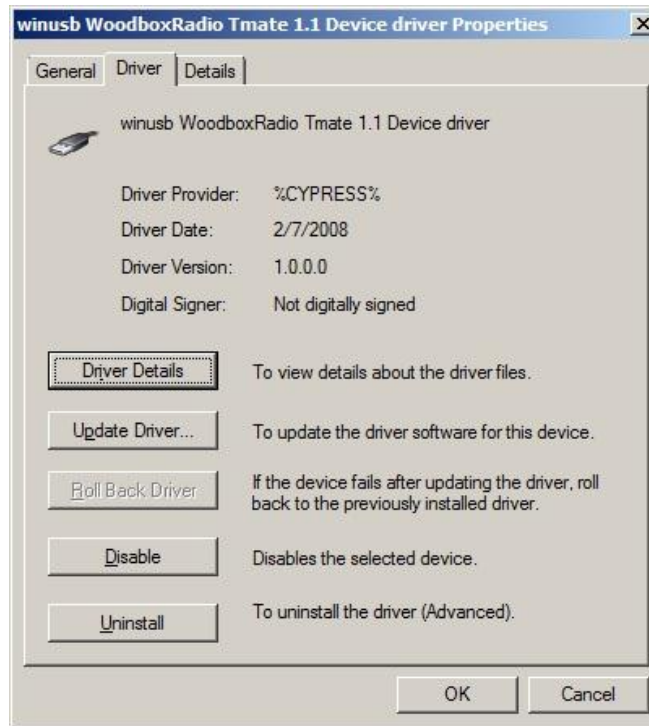 winusb WoodboxRadio Tmate 1.1 Device driver Properties
General Driver Details
winusb WoodboxRadio Tmate 1.1 Device driver
Driver Provider: %CYPRESS%
Driver Date: 2/7/2008
Driver Version: 1.0.0.0
Digital Signer: Not digitally signed
Driver Details To view details about the driver files.
Update Driver... To update the driver software for this device.
Roll Back Driver If the device fails after updating the driver, roll
back to the previously installed driver.
Disable Disables the selected device.
Uninstall To uninstall the driver (Advanced).
OK Cancel